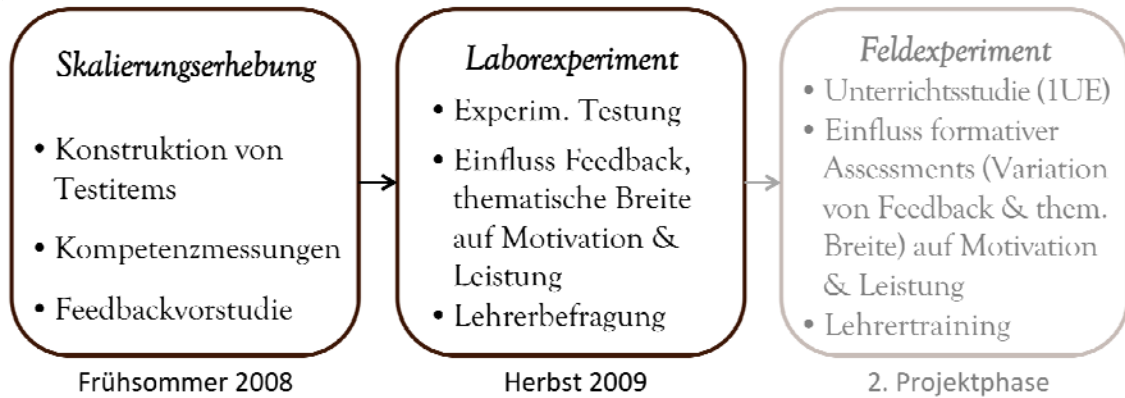 Skalierungserhebung
• Konstruktion von
Testitems
• Kompetenzmessungen
• Feedbackvorstudie
Frühsommer 2008
Laborexperiment
• Experim. Testung
• Einfluss Feedback,
thematische Breite
auf Motivation &
Leistung
• Lehrerbefragung
Herbst 2009
Feldexperiment
• Unterrichtsstudie (1UE)
• Einfluss formativer
Assessments (Variation
von Feedback & them.
Breite) auf Motivation
& Leistung
• Lehrertraining
2. Projektphase